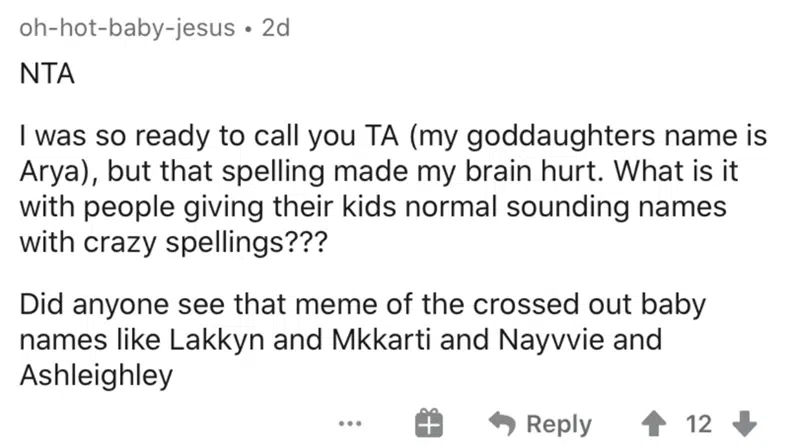 oh-hot-baby-jesus • 2d
NTA
I was so ready to call you TA (my goddaughters name is
Arya), but that spelling made my brain hurt. What is it
with people giving their kids normal sounding names
with crazy spellings???
Did anyone see that meme of the crossed out baby
names like Lakkyn and Mkkarti and Nayvvie and
Ashleighley
... Reply 12